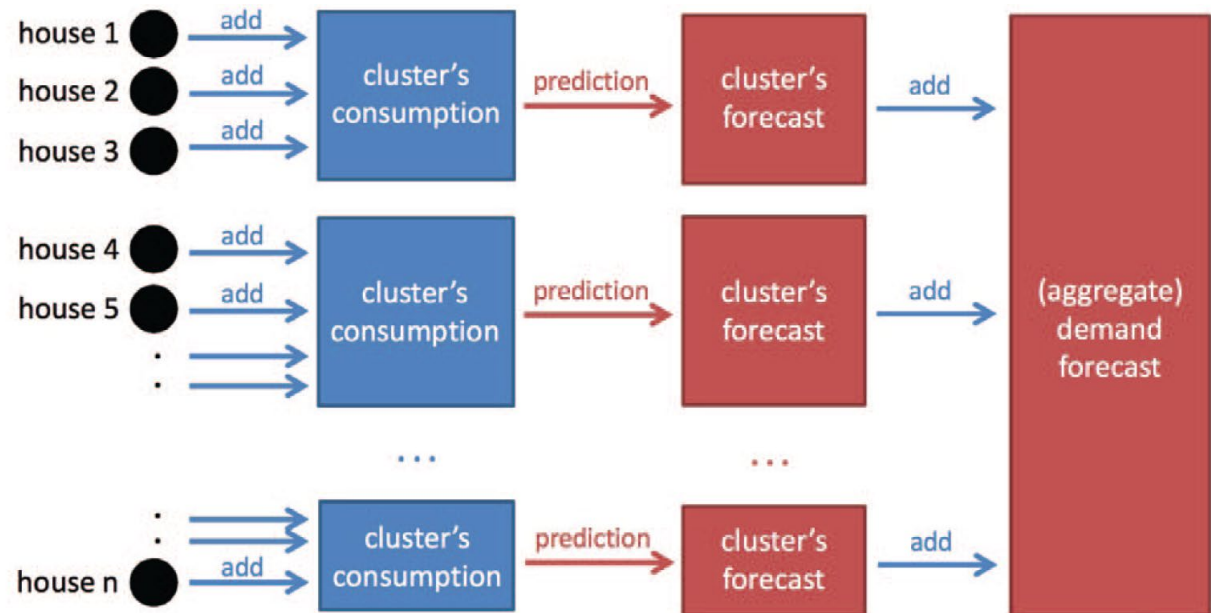 house 1
add
house 2
add
house 3
add
cluster's
consumption
prediction
cluster's
forecast
add
house 4
add
house 5
add
.
.
cluster's
consumption
prediction
cluster's
forecast
add
(aggregate)
demand
forecast
...
...
.
.
house n
add
cluster's
consumption
prediction
cluster's
forecast
add